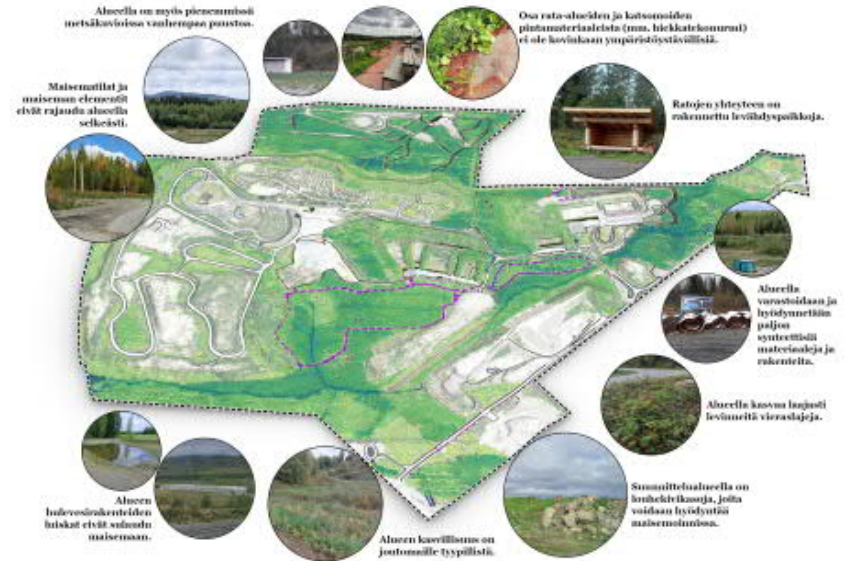 Alueella on myös pienemmissä
metsäkuvioissa vanhempaa puustoa.
Osa rata-alueiden ja katsomoiden
pintamateriaaleista (mm. hiekkatekonurmi)
ei ole kovinkaan ympäristöystävällisiä.
Maisematilat ja
maiseman elementit
eivät rajaudu alueella
selkeästi.
Ratojen yhteyteen on
rakennettu levähdyspaikkoja.
Alueella
varastoidaan ja
hyödynnetään
paljon
synteettisiä
materiaaleja ja
rakenteita.
Alueella kasvaa laajasti
levinneitä vieraslajeja.
Suunnittelualueella on
louhekivikasoja, joita
voidaan hyödyntää
maisemoinnissa.
Alueen
hulevesirakenteiden
luiskat eivät sulaudu
maisemaan.
Alueen kasvillisuus on
joutomaille tyypillistä.